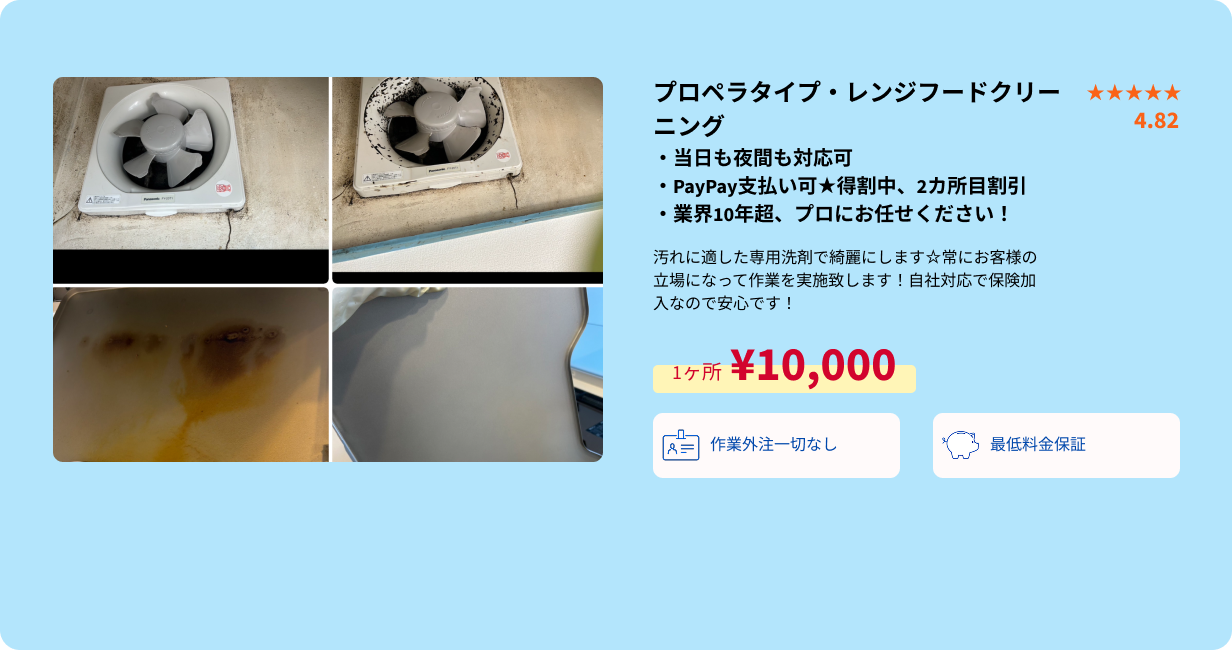 プロペラタイプ・レンジフードクリー
ニング
★★★★★
4.82
・当日も夜間も対応可
・PayPay支払い可★得割中、2カ所目割引
・業界10年超、プロにお任せください！
汚れに適した専用洗剤で綺麗にします☆常にお客様の
立場になって作業を実施致します！自社対応で保険加
入なので安心です！
1ヶ所 ¥10,000
作業外注一切なし
最低料金保証
Panasonic
Panasonic